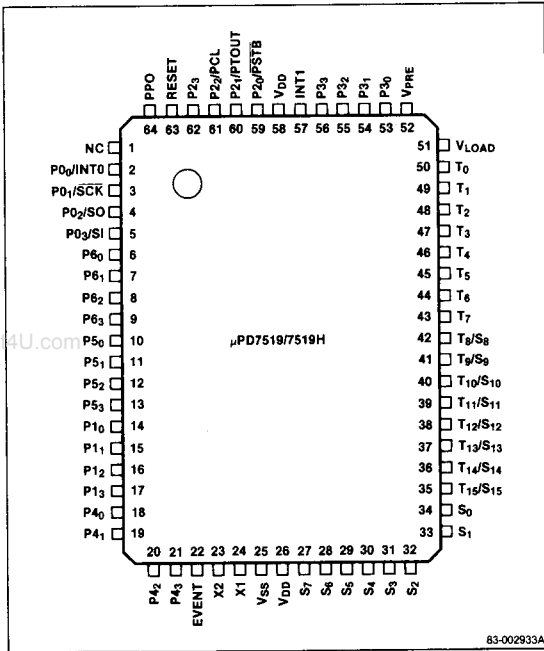 PPO RESET P2₃ P2₂/PCL P2₁/PTOUT P2₀/P̅S̅T̅B̅ V_DD INT1 P3₃ P3₂ P3₁ P3₀ V_PRE
64 63 62 61 60 59 58 57 56 55 54 53 52
NC 1 51 V_LOAD
P0₀/INT0 2 50 T₀
P0₁/S̅C̅K̅ 3 49 T₁
P0₂/SO 4 48 T₂
P0₃/SI 5 47 T₃
P6₀ 6 46 T₄
P6₁ 7 45 T₅
P6₂ 8 44 T₆
P6₃ 9 43 T₇
t4U.com P5₀ 10 μPD7519/7519H 42 T₈/S₈
P5₁ 11 41 T₉/S₉
P5₂ 12 40 T₁₀/S₁₀
P5₃ 13 39 T₁₁/S₁₁
P1₀ 14 38 T₁₂/S₁₂
P1₁ 15 37 T₁₃/S₁₃
P1₂ 16 36 T₁₄/S₁₄
P1₃ 17 35 T₁₅/S₁₅
P4₀ 18 34 S₀
P4₁ 19 33 S₁
20 21 22 23 24 25 26 27 28 29 30 31 32
P4₂ P4₃ EVENT X2 X1 V_SS V_DD S₇ S₆ S₅ S₄ S₃ S₂
83-002933A